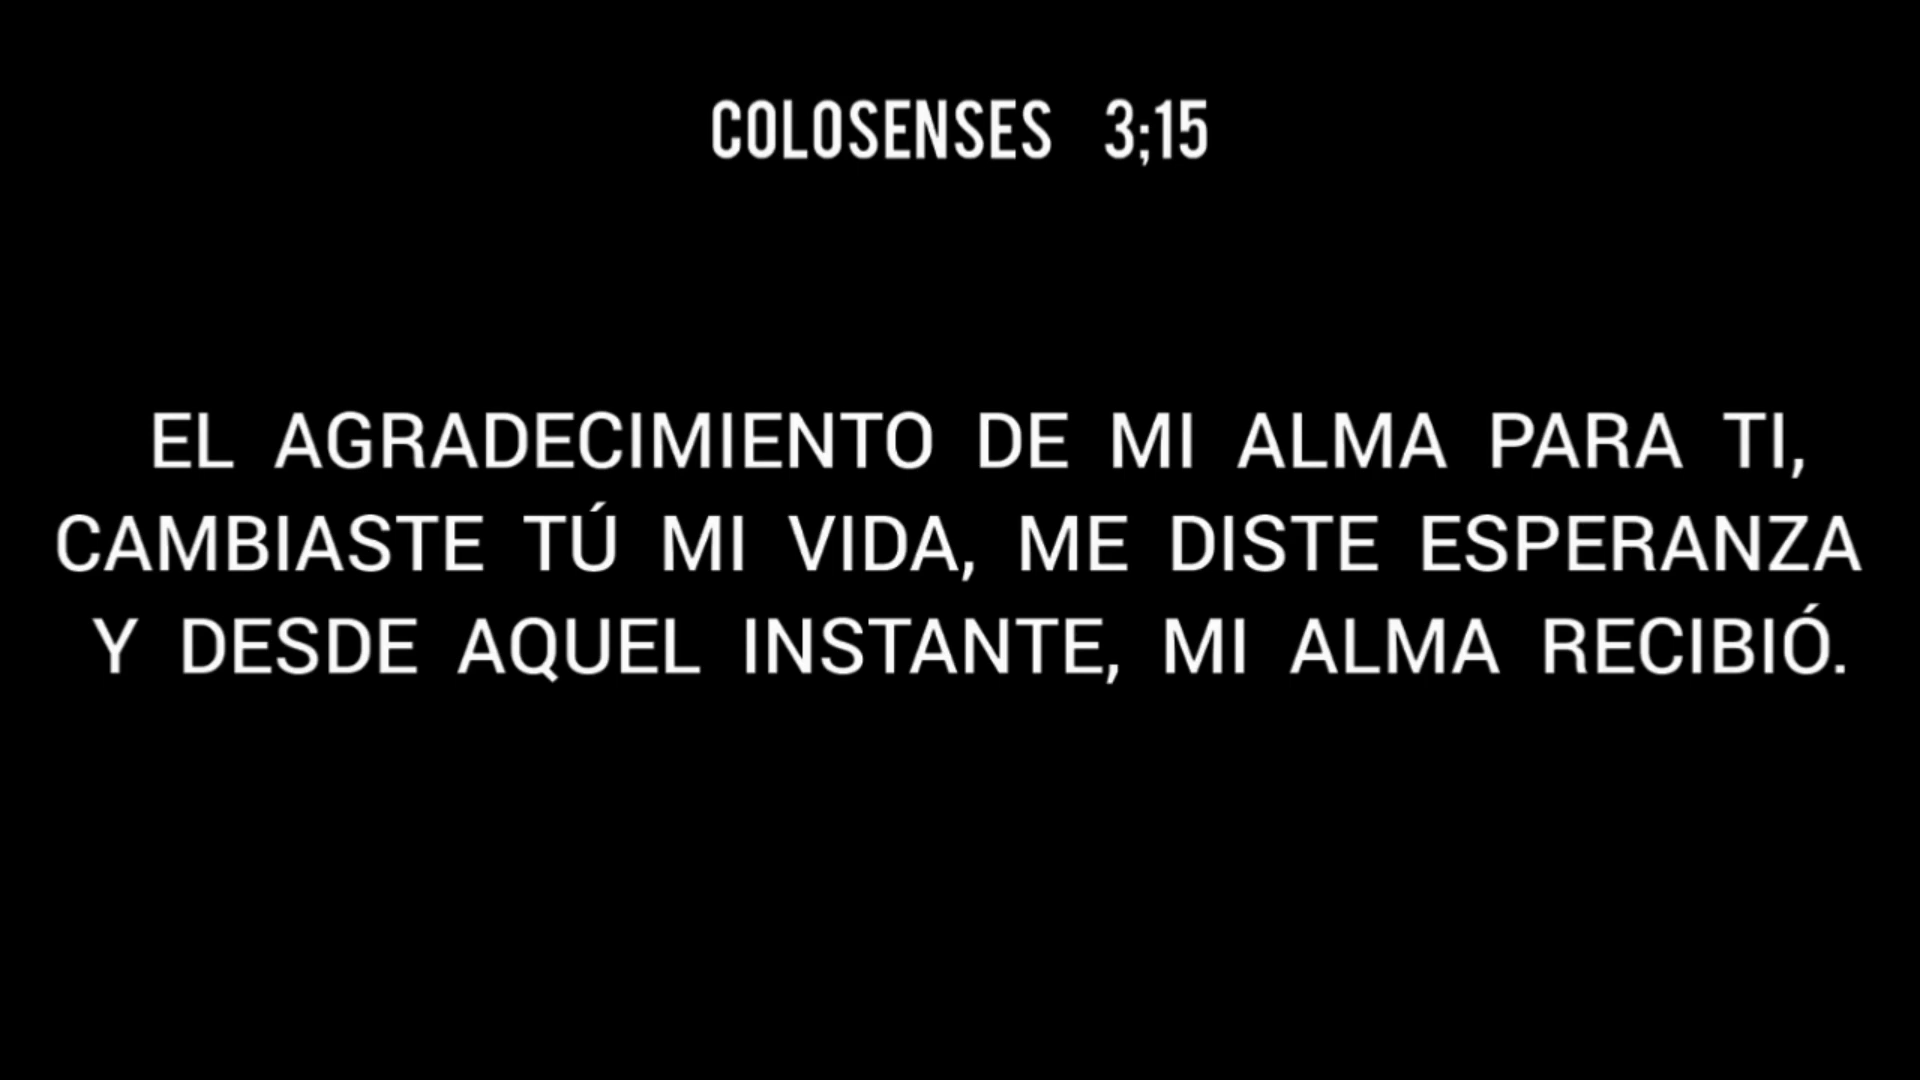 COLOSENSES 3;15
EL AGRADECIMIENTO DE MI ALMA PARA TI,
CAMBIASTE TÚ MI VIDA, ME DISTE ESPERANZA
Y DESDE AQUEL INSTANTE, MI ALMA RECIBIÓ.